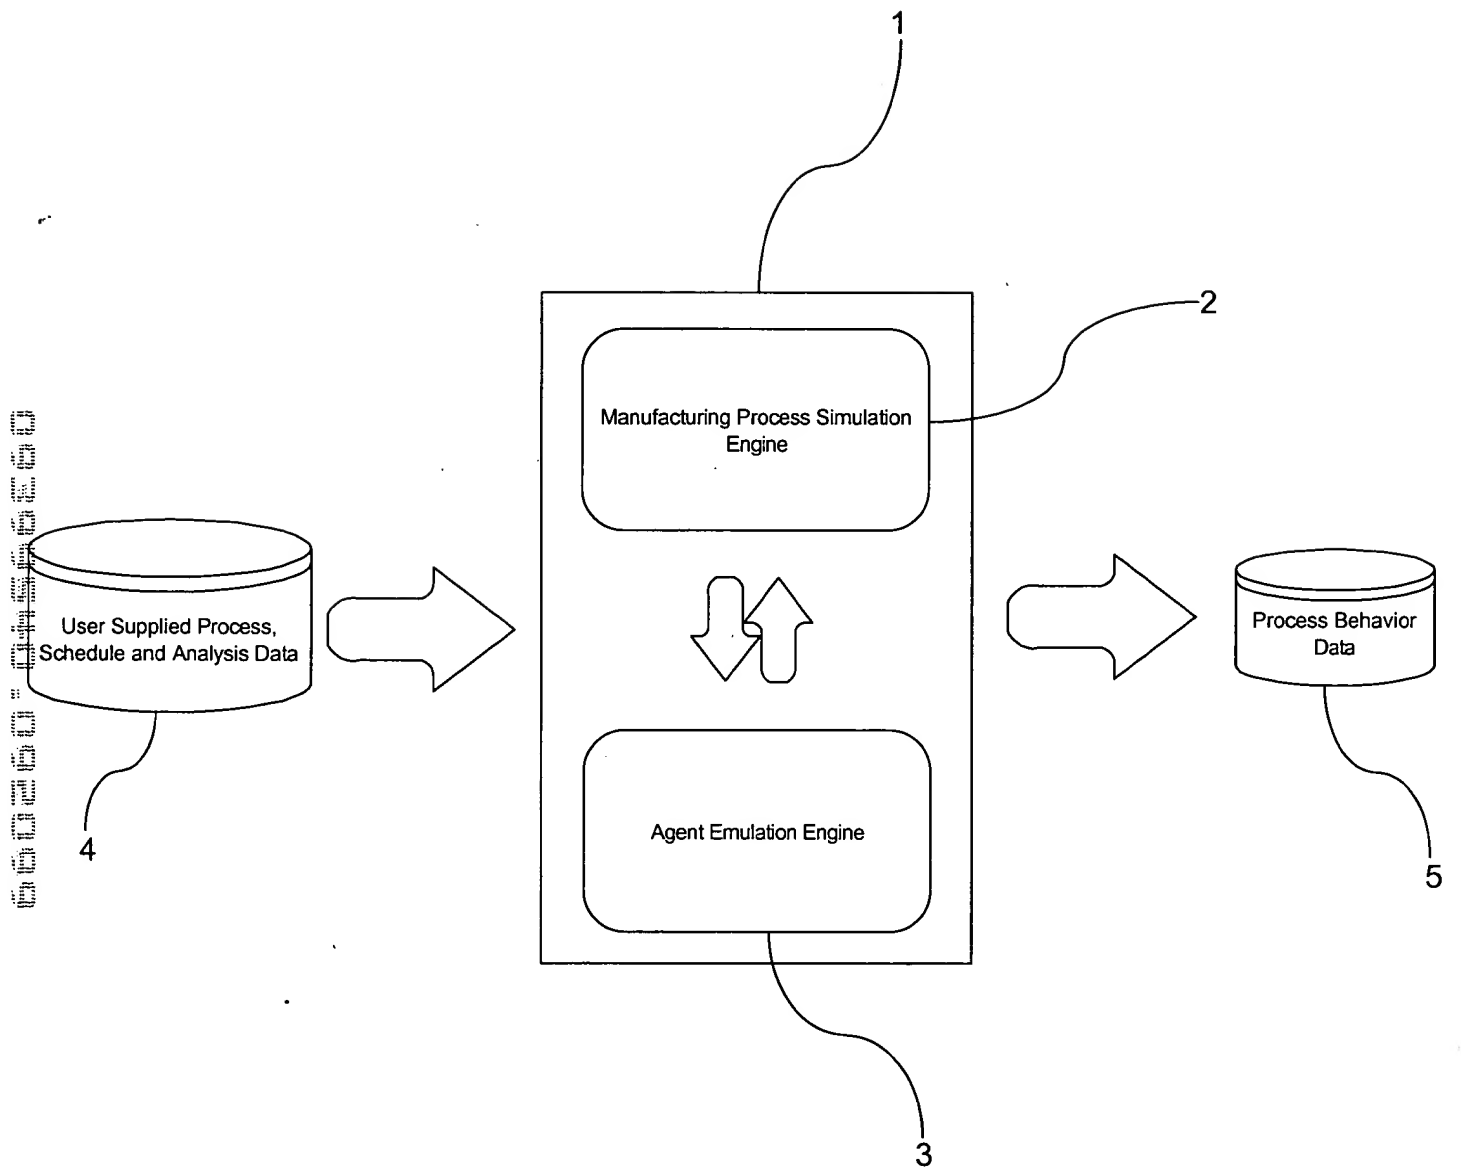 1
2
Manufacturing Process Simulation
Engine
User Supplied Process,
Schedule and Analysis Data
Process Behavior
Data
Agent Emulation Engine
4
5
3